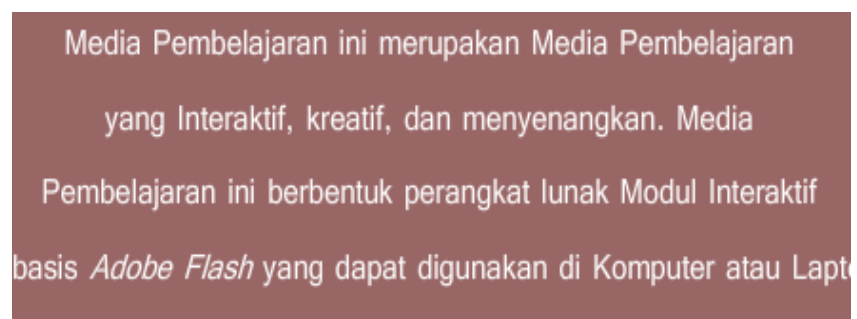 Media Pembelajaran ini merupakan Media Pembelajaran
yang Interaktif, kreatif, dan menyenangkan. Media
Pembelajaran ini berbentuk perangkat lunak Modul Interaktif
basis Adobe Flash yang dapat digunakan di Komputer atau